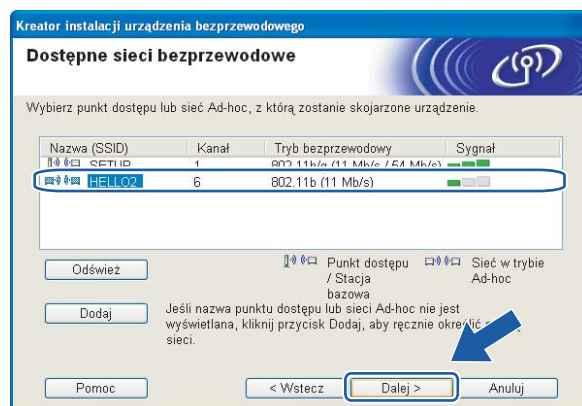 Kreator instalacji urządzenia bezprzewodowego
Dostępne sieci bezprzewodowe
Wybierz punkt dostępu lub sieć Ad-hoc, z którą zostanie skojarzone urządzenie.
Nazwa (SSID) Kanał Tryb bezprzewodowy Sygnał
SETUP 1 802.11b/g (11 Mb/s / 54 Mb/s)
HELLO2 6 802.11b (11 Mb/s)
Odśwież
Punkt dostępu
/ Stacja
bazowa
Sieć w trybie
Ad-hoc
Dodaj
Jeśli nazwa punktu dostępu lub sieci Ad-hoc nie jest
wyświetlana, kliknij przycisk Dodaj, aby ręcznie określić
sieci.
Pomoc
< Wstecz
Dalej >
Anuluj